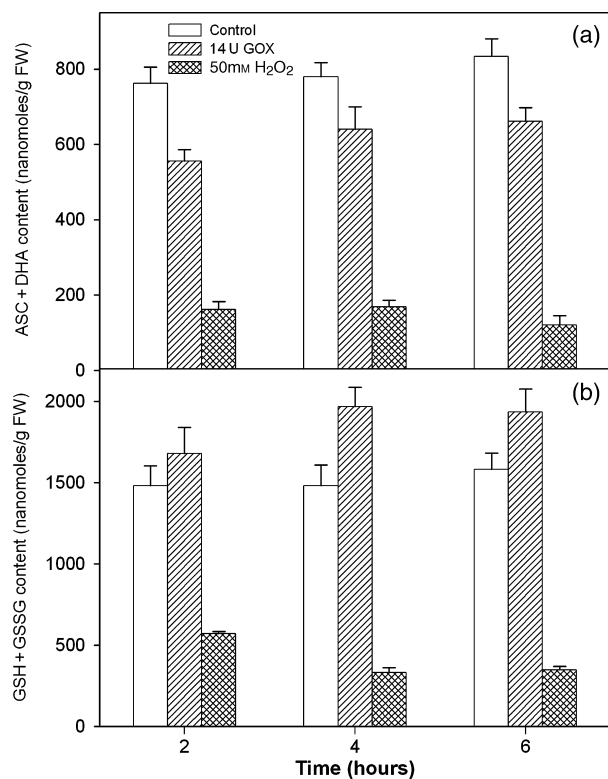 (a)
Control
14 U GOX
50mM H₂O₂
ASC + DHA content (nanomoles/g FW)
800
600
400
200
0
(b)
GSH + GSSG content (nanomoles/g FW)
2000
1500
1000
500
0
2 4 6
Time (hours)